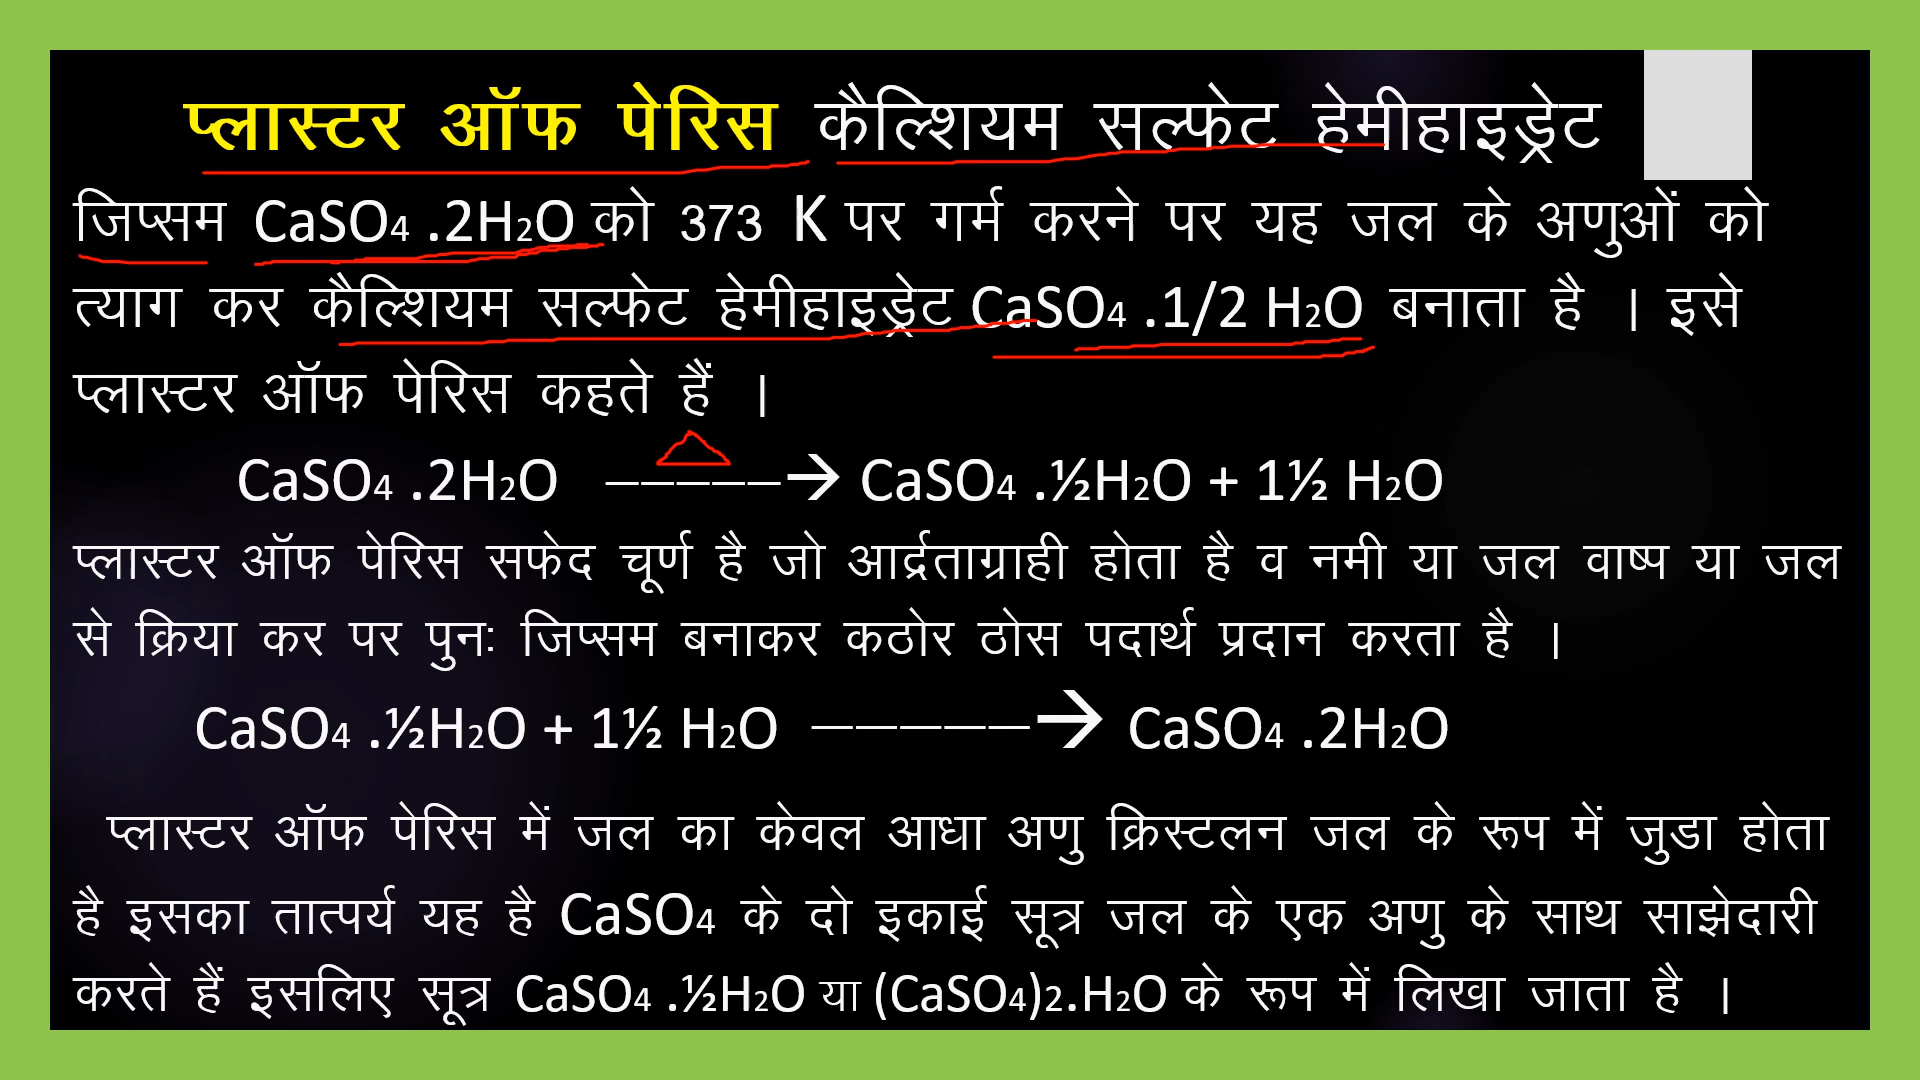 प्लास्टर ऑफ पेरिस कैल्शियम सल्फेट हेमीहाइड्रेट
जिप्सम CaSO₄ .2H₂O को 373 K पर गर्म करने पर यह जल के अणुओं को
त्याग कर कैल्शियम सल्फेट हेमीहाइड्रेट CaSO₄ .1/2 H₂O बनाता है ।  इसे
प्लास्टर ऑफ पेरिस कहते हैं ।
CaSO₄ .2H₂O —————→ CaSO₄ .½H₂O + 1½ H₂O
प्लास्टर ऑफ पेरिस सफेद चूर्ण है जो आर्द्रताग्राही होता है व नमी या जल वाष्प या जल
से क्रिया कर पर पुनः जिप्सम बनाकर कठोर ठोस पदार्थ प्रदान करता है ।
CaSO₄ .½H₂O + 1½ H₂O —————→ CaSO₄ .2H₂O
प्लास्टर ऑफ पेरिस में जल का केवल आधा अणु क्रिस्टलन जल के रूप में जुडा होता
है इसका तात्पर्य यह है CaSO₄ के दो इकाई सूत्र जल के एक अणु के साथ साझेदारी
करते हैं इसलिए सूत्र CaSO₄ .½H₂O या (CaSO₄)₂.H₂O के रूप में लिखा जाता है ।